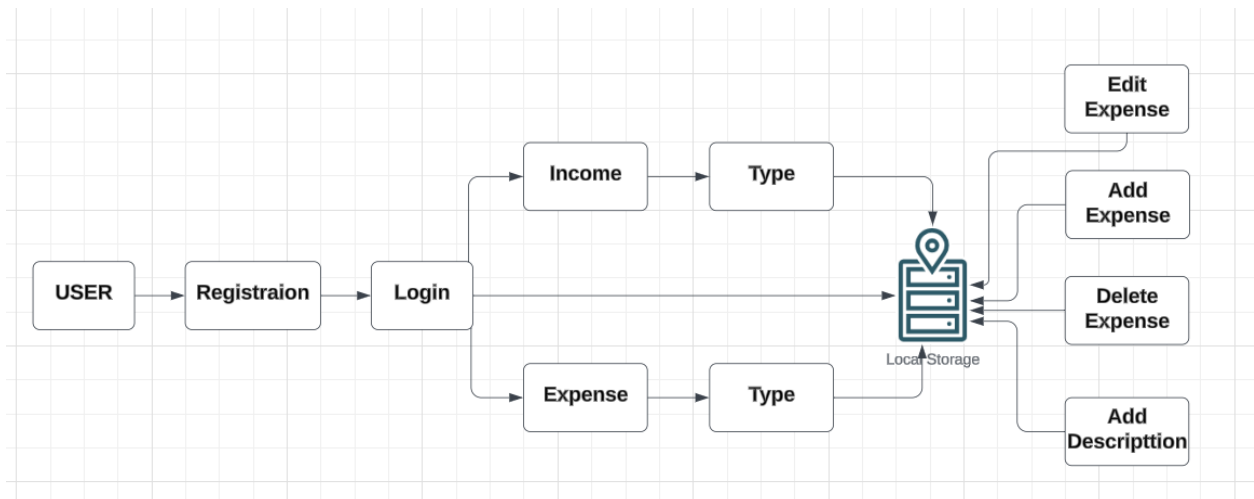 USER
Registraion
Login
Income
Type
Expense
Type
Local Storage
Edit
Expense
Add
Expense
Delete
Expense
Add
Descripttion